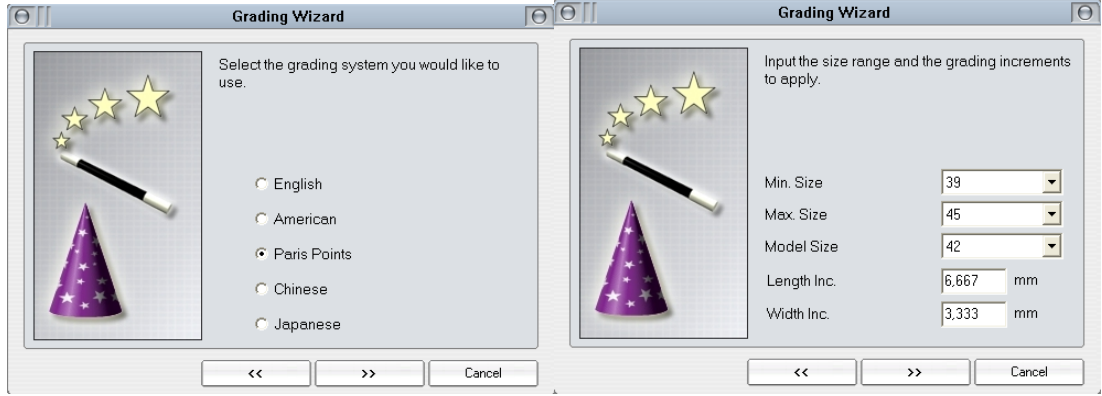 Grading Wizard
Select the grading system you would like to
use.
English
American
Paris Points
Chinese
Japanese
<< >> Cancel
Grading Wizard
Input the size range and the grading increments
to apply.
Min. Size 39
Max. Size 45
Model Size 42
Length Inc. 6,667 mm
Width Inc. 3,333 mm
<< >> Cancel